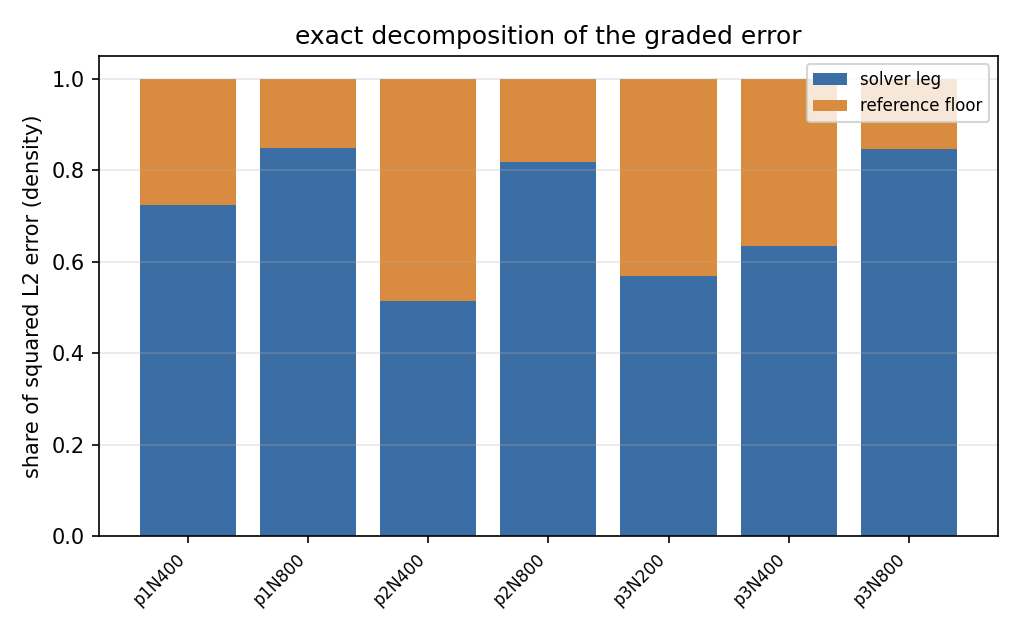 exact decomposition of the graded error
solver leg
reference floor
share of squared L2 error (density)
1.0
0.8
0.6
0.4
0.2
0.0
p1N400
p1N800
p2N400
p2N800
p3N200
p3N400
p3N800